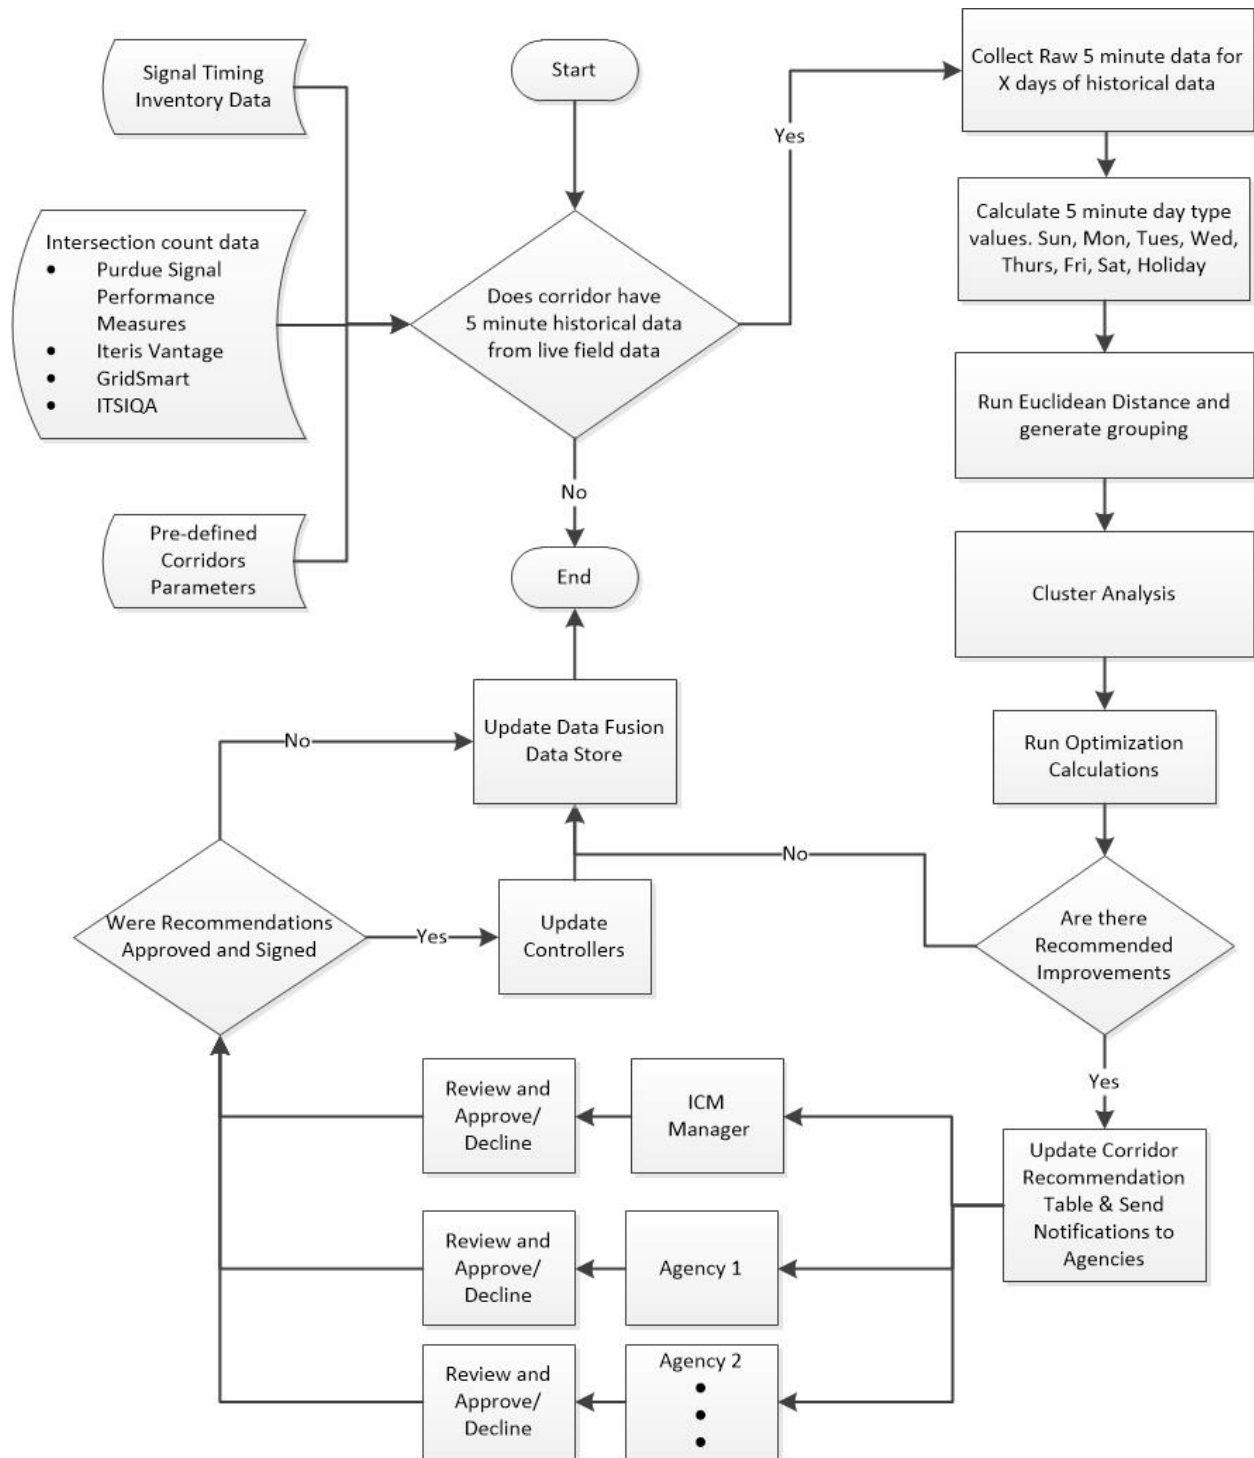 Signal Timing
Inventory Data
Start
Collect Raw 5 minute data for
X days of historical data
Yes
Calculate 5 minute day type
values. Sun, Mon, Tues, Wed,
Thurs, Fri, Sat, Holiday
Intersection count data
• Purdue Signal
Performance
Measures
• Iteris Vantage
• GridSmart
• ITSIQA
Does corridor have
5 minute historical data
from live field data
Run Euclidean Distance and
generate grouping
No
Pre-defined
Corridors
Parameters
End
Cluster Analysis
Update Data Fusion
Data Store
No
Run Optimization
Calculations
No
Were Recommendations
Approved and Signed
Yes
Update
Controllers
Are there
Recommended
Improvements
Yes
Review and
Approve/
Decline
ICM
Manager
Update Corridor
Recommendation
Table & Send
Notifications to
Agencies
Review and
Approve/
Decline
Agency 1
Review and
Approve/
Decline
Agency 2
•
•
•